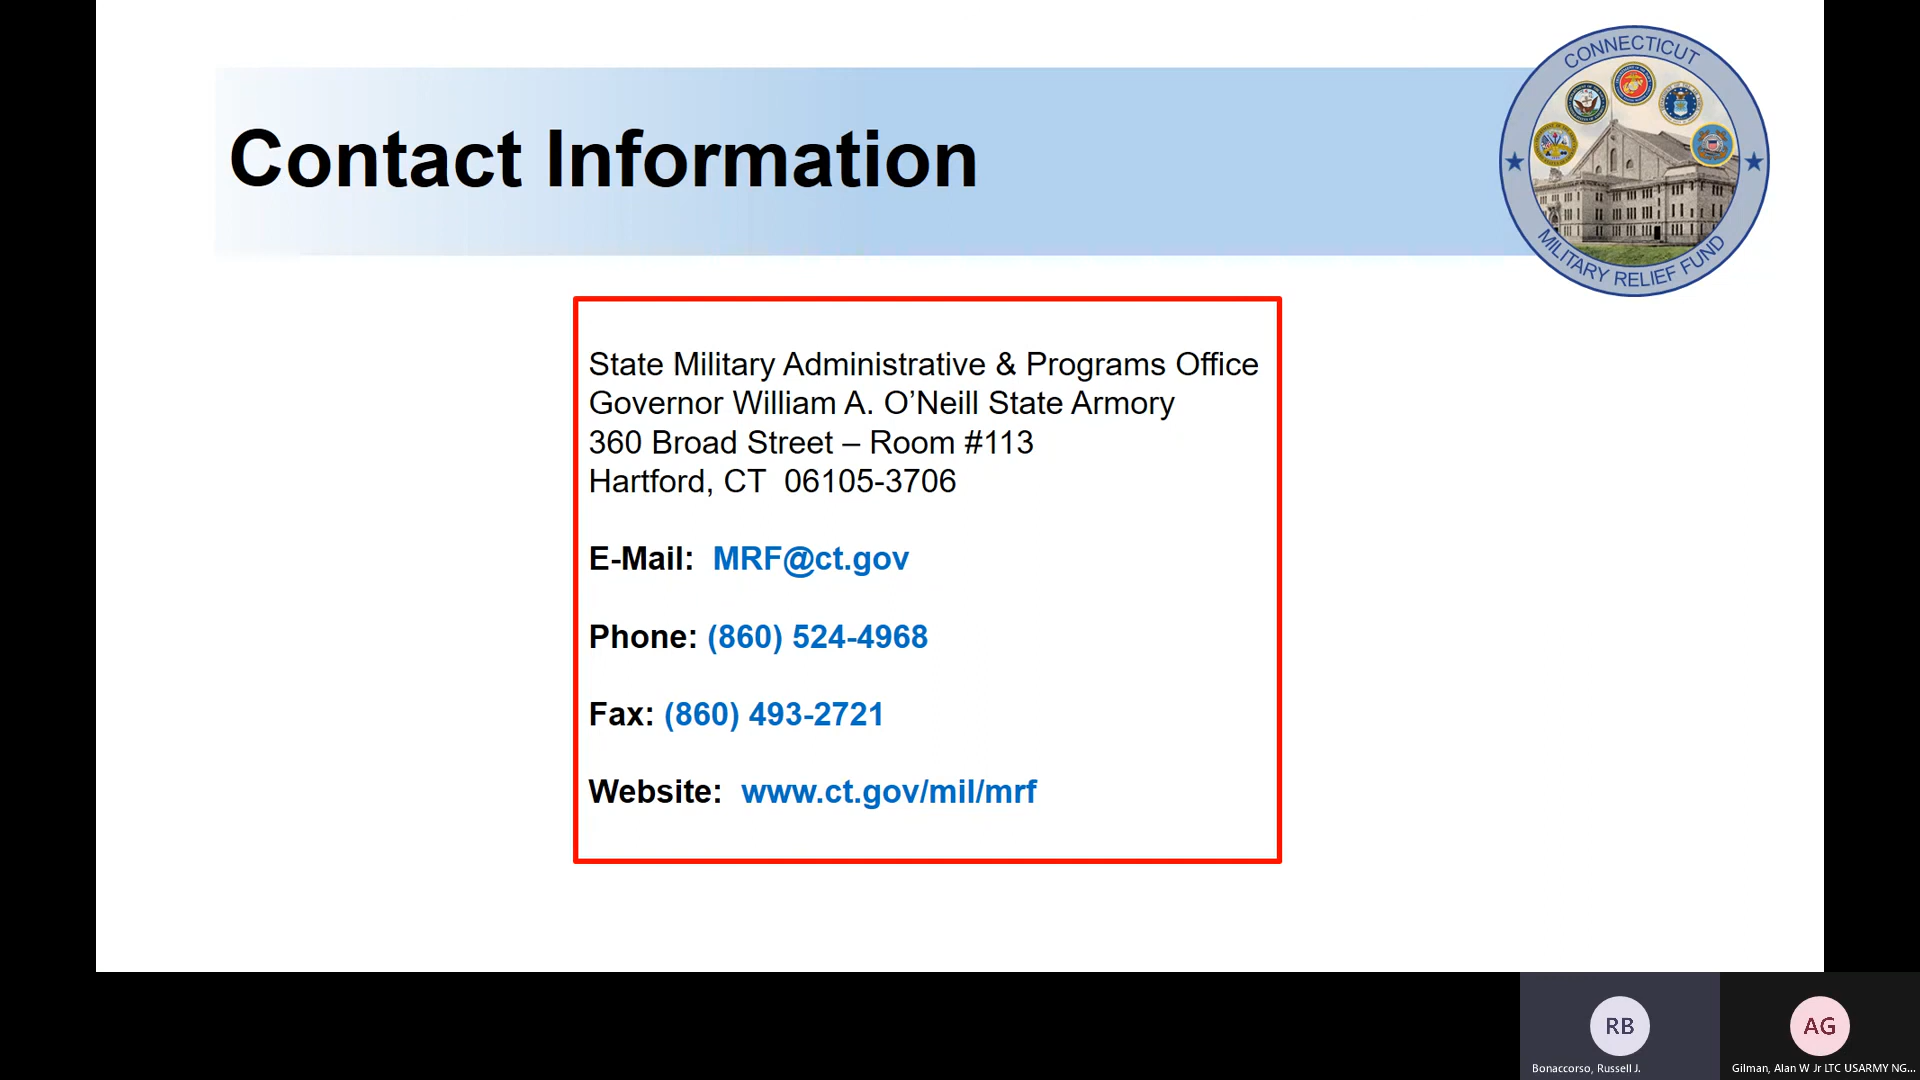 CONNECTICUT
Contact Information
MILITARY RELIEF FUND
State Military Administrative & Programs Office
Governor William A. O’Neill State Armory
360 Broad Street – Room #113
Hartford, CT  06105-3706
E-Mail:  MRF@ct.gov
Phone: (860) 524-4968
Fax: (860) 493-2721
Website:  www.ct.gov/mil/mrf
RB
AG
Bonaccorso, Russell J.
Gilman, Alan W Jr LTC USARMY NG...